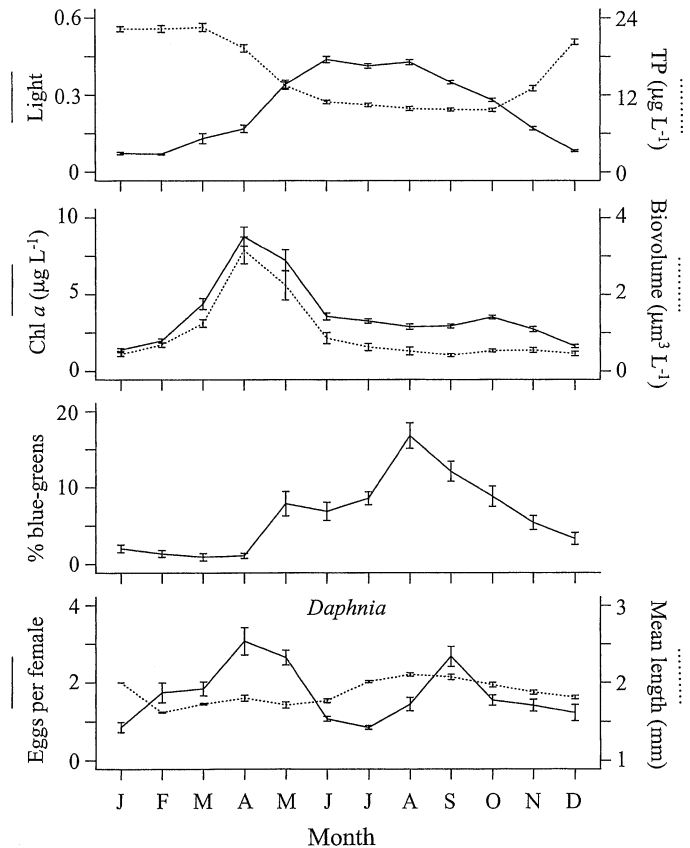 0.6
0.3
0
Light
24
12
0
TP (µg L-1)
10
5
0
Chl a (µg L-1)
4
2
0
Biovolume (µm3 L-1)
20
10
0
% blue-greens
Daphnia
4
2
0
Eggs per female
3
2
1
Mean length (mm)
J F M A M J J A S O N D
Month